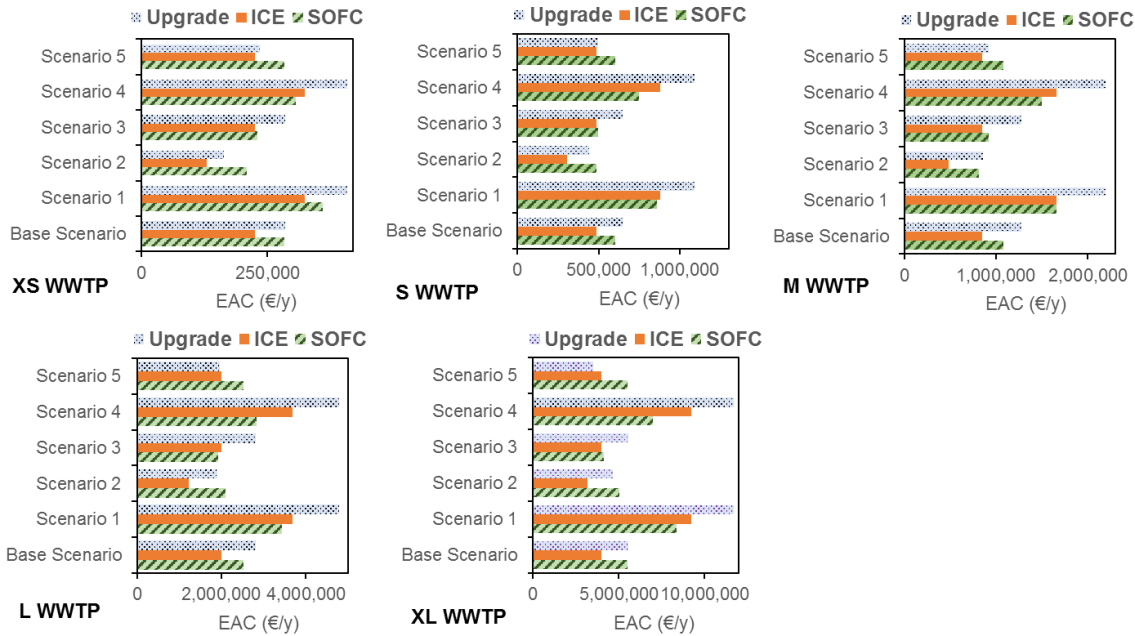 Upgrade ICE SOFC
Scenario 5
Scenario 4
Scenario 3
Scenario 2
Scenario 1
Base Scenario
0 250,000
XS WWTP
EAC (€/y)
Upgrade ICE SOFC
Scenario 5
Scenario 4
Scenario 3
Scenario 2
Scenario 1
Base Scenario
0 500,000 1,000,000
S WWTP
EAC (€/y)
Upgrade ICE SOFC
Scenario 5
Scenario 4
Scenario 3
Scenario 2
Scenario 1
Base Scenario
0 1,000,000 2,000,000
M WWTP
EAC (€/y)
Upgrade ICE SOFC
Scenario 5
Scenario 4
Scenario 3
Scenario 2
Scenario 1
Base Scenario
0 2,000,000 4,000,000
L WWTP
EAC (€/y)
Upgrade ICE SOFC
Scenario 5
Scenario 4
Scenario 3
Scenario 2
Scenario 1
Base Scenario
0 5,000,000 10,000,000
XL WWTP
EAC (€/y)